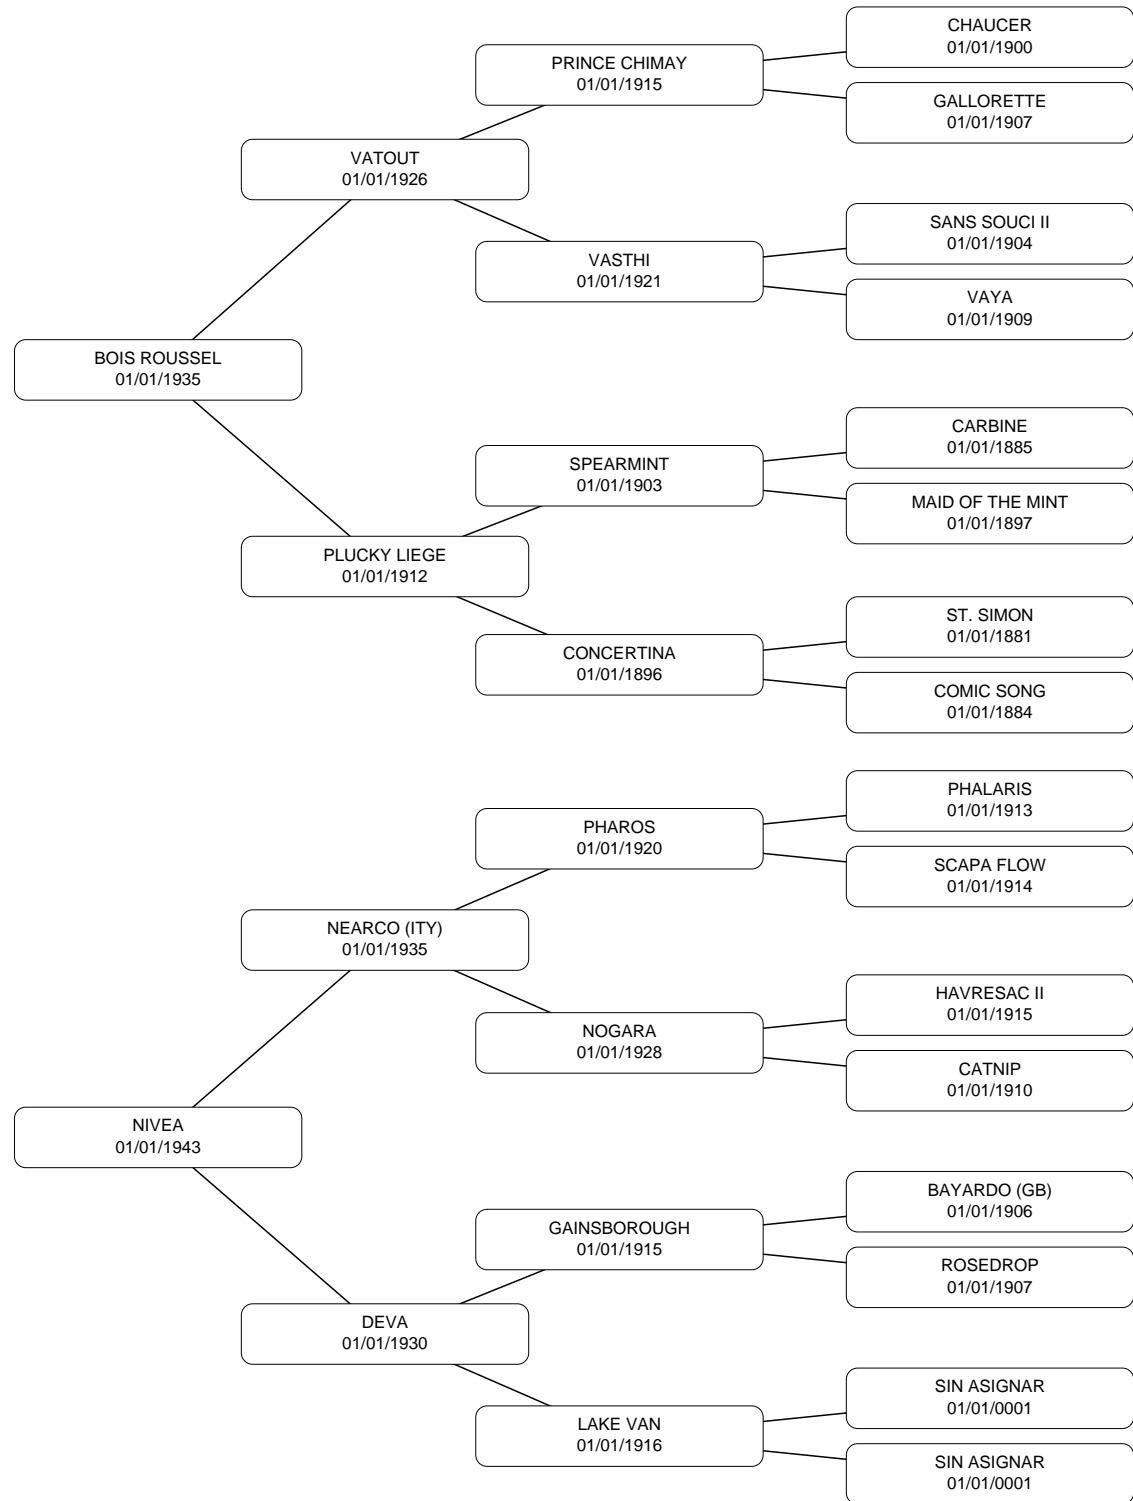 CHAUCER
01/01/1900
PRINCE CHIMAY
01/01/1915
GALLORETTE
01/01/1907
VATOUT
01/01/1926
SANS SOUCI II
01/01/1904
VASTHI
01/01/1921
VAYA
01/01/1909
BOIS ROUSSEL
01/01/1935
CARBINE
01/01/1885
SPEARMINT
01/01/1903
MAID OF THE MINT
01/01/1897
PLUCKY LIEGE
01/01/1912
ST. SIMON
01/01/1881
CONCERTINA
01/01/1896
COMIC SONG
01/01/1884
PHALARIS
01/01/1913
PHAROS
01/01/1920
SCAPA FLOW
01/01/1914
NEARCO (ITY)
01/01/1935
HAVRESAC II
01/01/1915
NOGARA
01/01/1928
CATNIP
01/01/1910
NIVEA
01/01/1943
BAYARDO (GB)
01/01/1906
GAINSBOROUGH
01/01/1915
ROSEDROP
01/01/1907
DEVA
01/01/1930
SIN ASIGNAR
01/01/0001
LAKE VAN
01/01/1916
SIN ASIGNAR
01/01/0001